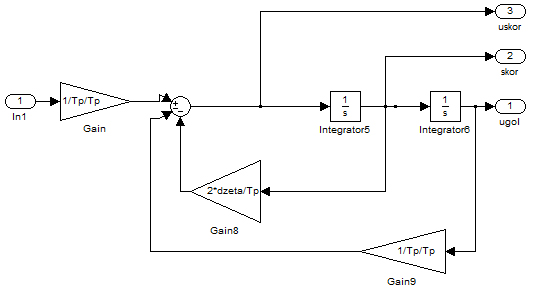 3
uskor
2
skor
1
In1
1/Tp/Tp
Gain
+
−
−
1
s
Integrator5
1
s
Integrator6
1
ugol
2*dzeta/Tp
Gain8
1/Tp/Tp
Gain9